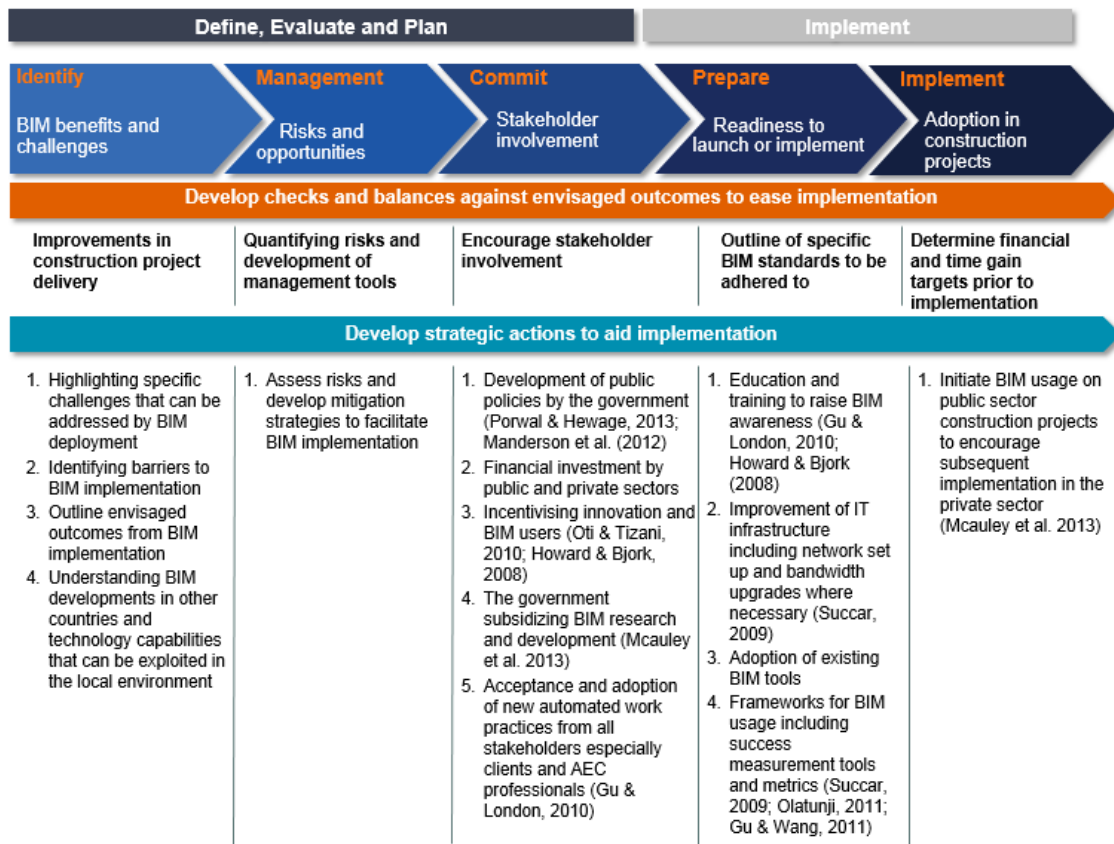 Define, Evaluate and Plan
Implement
Identify
BIM benefits and
challenges
Management
Risks and
opportunities
Commit
Stakeholder
involvement
Prepare
Readiness to
launch or implement
Implement
Adoption in
construction
projects
Develop checks and balances against envisaged outcomes to ease implementation
Improvements in
construction project
delivery
Quantifying risks and
development of
management tools
Encourage stakeholder
involvement
Outline of specific
BIM standards to be
adhered to
Determine financial
and time gain
targets prior to
implementation
Develop strategic actions to aid implementation
1. Highlighting specific
challenges that can be
addressed by BIM
deployment
2. Identifying barriers to
BIM implementation
3. Outline envisaged
outcomes from BIM
implementation
4. Understanding BIM
developments in other
countries and
technology capabilities
that can be exploited in
the local environment
1. Assess risks and
develop mitigation
strategies to facilitate
BIM implementation
1. Development of public
policies by the government
(Porwal & Hewage, 2013;
Manderson et al. (2012)
2. Financial investment by
public and private sectors
3. Incentivising innovation and
BIM users (Oti & Tizani,
2010; Howard & Bjork,
2008)
4. The government
subsidizing BIM research
and development (Mcauley
et al. 2013)
5. Acceptance and adoption
of new automated work
practices from all
stakeholders especially
clients and AEC
professionals (Gu &
London, 2010)
1. Education and
training to raise BIM
awareness (Gu &
London, 2010;
Howard & Bjork
(2008)
2. Improvement of IT
infrastructure
including network set
up and bandwidth
upgrades where
necessary (Succar,
2009)
3. Adoption of existing
BIM tools
4. Frameworks for BIM
usage including
success
measurement tools
and metrics (Succar,
2009; Olatunji, 2011;
Gu & Wang, 2011)
1. Initiate BIM usage on
public sector
construction projects
to encourage
subsequent
implementation in the
private sector
(Mcauley et al. 2013)